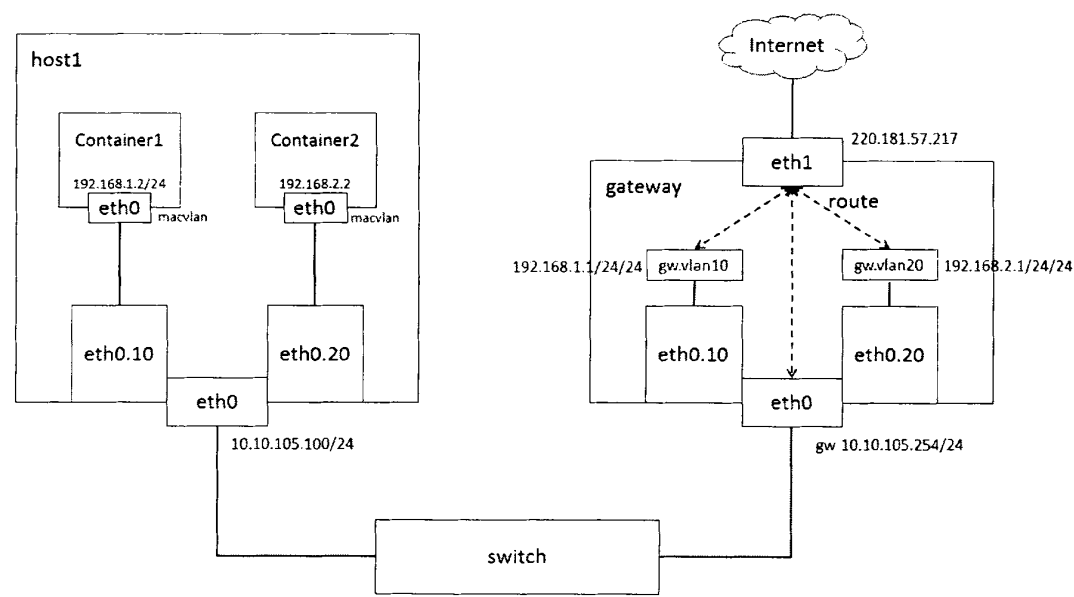 host1
Container1
192.168.1.2/24
eth0
macvlan
Container2
192.168.2.2
eth0
macvlan
eth0.10
eth0.20
eth0
10.10.105.100/24
Internet
220.181.57.217
eth1
gateway
route
192.168.1.1/24/24
gw.vlan10
gw.vlan20
192.168.2.1/24/24
eth0.10
eth0.20
eth0
gw 10.10.105.254/24
switch